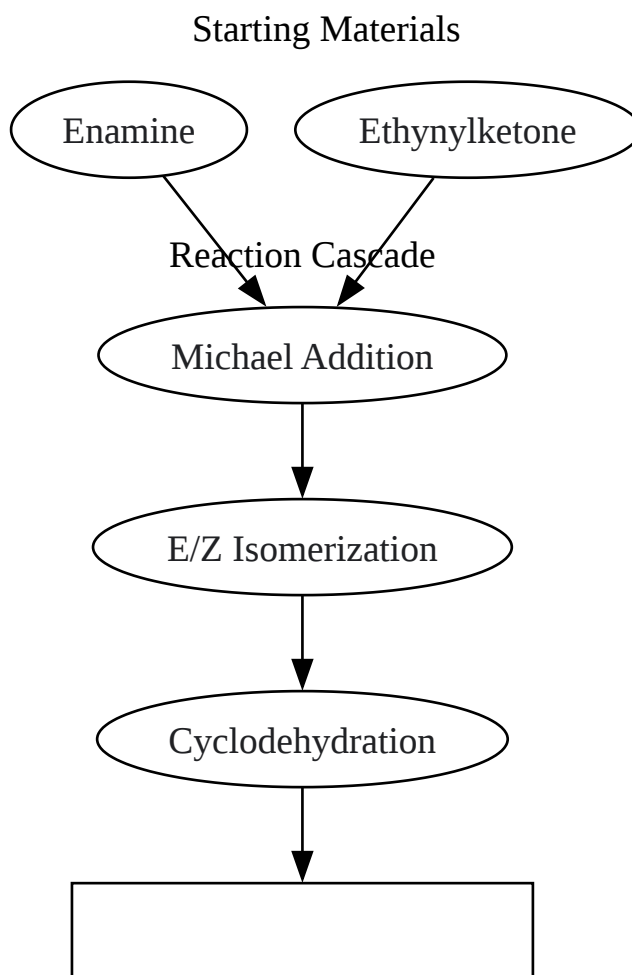 Starting Materials
Enamine
Ethynylketone
Reaction Cascade
Michael Addition
E/Z Isomerization
Cyclodehydration